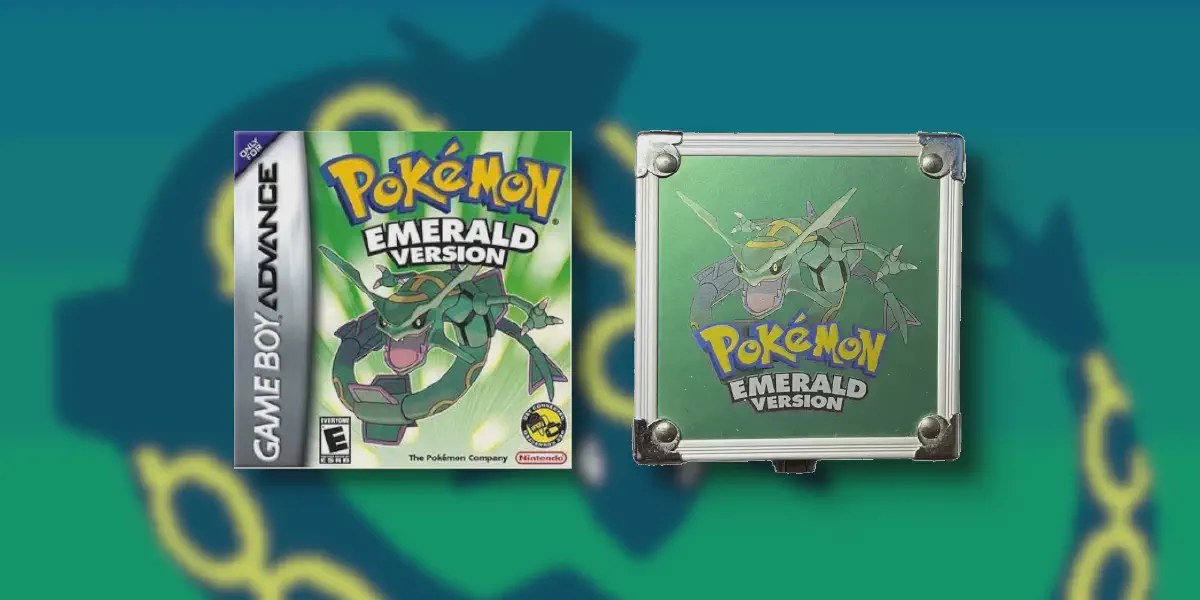 ONLY
FOR
GAME BOY ADVANCE
POKéMON
EMERALD
VERSION
EVERYONE
E
ESRB
The Pokémon Company
Nintendo
POKéMON
EMERALD
VERSION